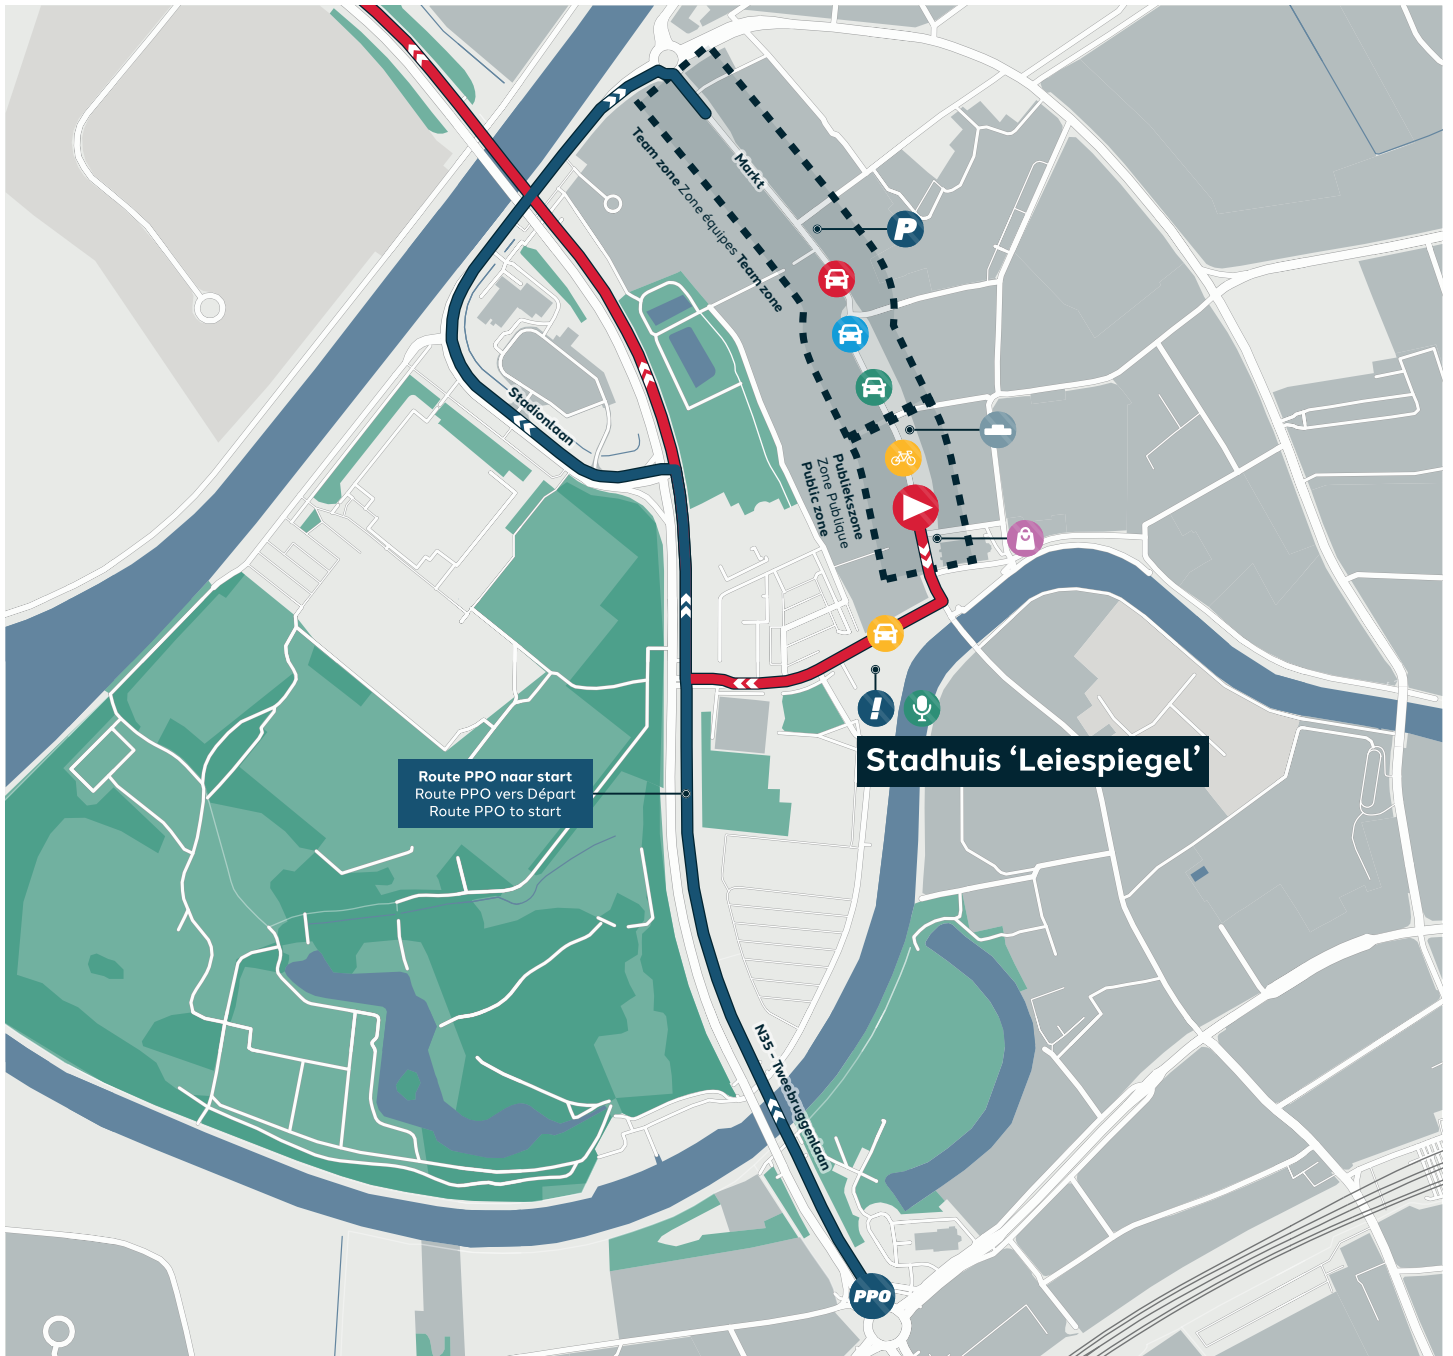 Markt
Team zone Zone équipes Team zone
P
Stadionlaan
Publiekszone
Zone Publique
Public zone
!
Stadhuis ‘Leiespiegel’
Route PPO naar start
Route PPO vers Départ
Route PPO to start
N35 - Tweebruggenlaan
PPO